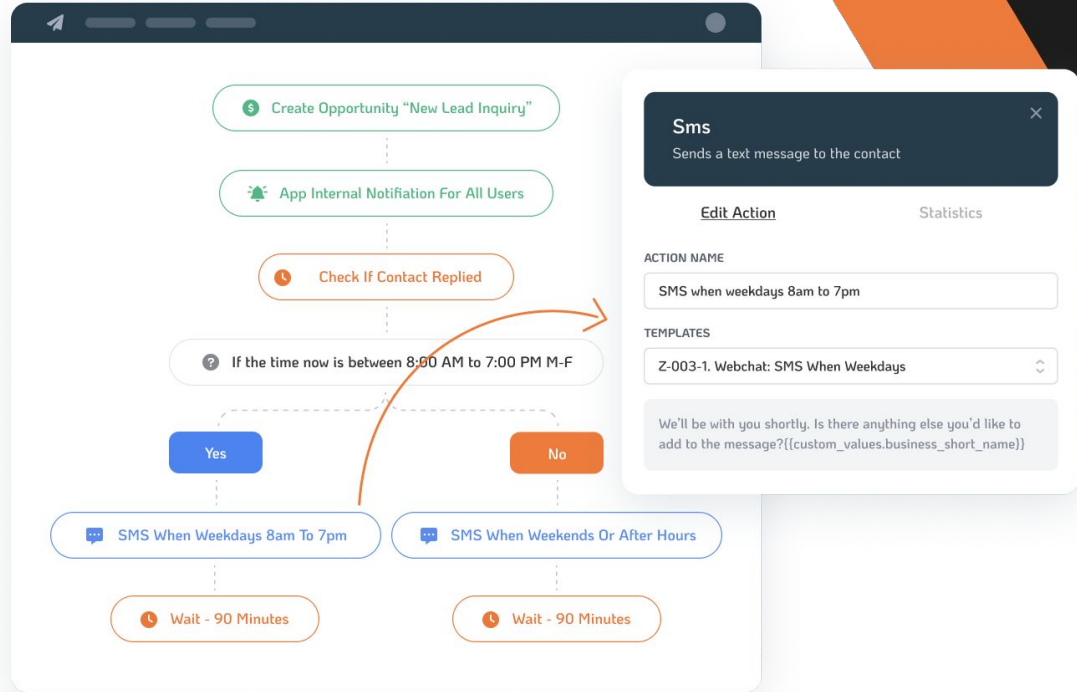 Create Opportunity “New Lead Inquiry”
App Internal Notifiation For All Users
Check If Contact Replied
If the time now is between 8:00 AM to 7:00 PM M-F
Yes
No
SMS When Weekdays 8am To 7pm
SMS When Weekends Or After Hours
Wait - 90 Minutes
Wait - 90 Minutes
Sms
Sends a text message to the contact
Edit Action
Statistics
ACTION NAME
SMS when weekdays 8am to 7pm
TEMPLATES
Z-003-1. Webchat: SMS When Weekdays
We’ll be with you shortly. Is there anything else you’d like to
add to the message?{{custom_values.business_short_name}}